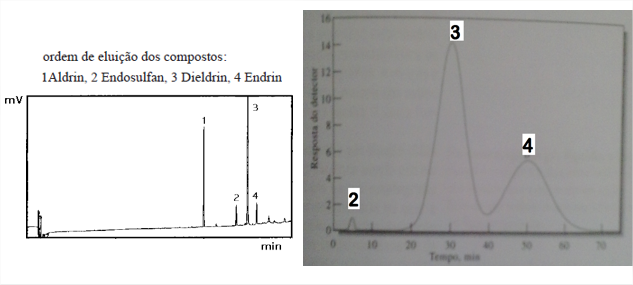 ordem de eluição dos compostos:
1Aldrin, 2 Endosulfan, 3 Dieldrin, 4 Endrin
mV
1
2
3
4
min
16
14
12
10
8
6
4
2
0
Resposta do detector
2
3
4
0 10 20 30 40 50 60 70
Tempo, min